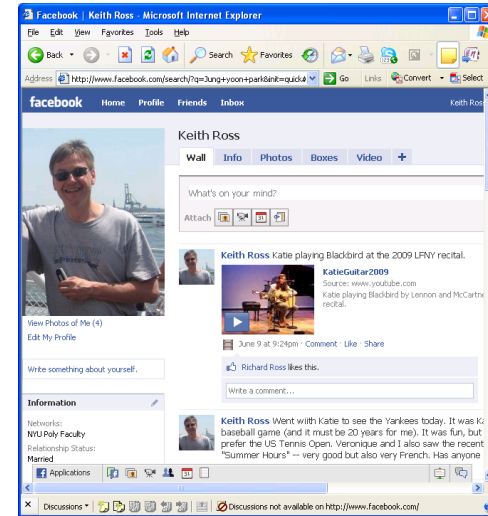 Facebook | Keith Ross - Microsoft Internet Explorer
File Edit View Favorites Tools Help
Back Search Favorites
Address http://www.facebook.com/search/?q=Jung+yoon+park&init=quick# Go Links Convert Select
facebook Home Profile Friends Inbox Keith Ros
Keith Ross
Wall Info Photos Boxes Video +
What's on your mind?
Attach 31
Keith Ross Katie playing Blackbird at the 2009 LFNY recital.
KatieGuitar2009
Source: www.youtube.com
Katie playing Blackbird by Lennon and McCartne
recital.
June 9 at 9:24pm · Comment · Like · Share
Richard Ross likes this.
Write a comment...
View Photos of Me (4)
Edit My Profile
Write something about yourself.
Information
Networks:
NYU Poly Faculty
Relationship Status:
Married
Keith Ross Went with Katie to see the Yankees today. It was Ka
baseball game (and it must be 20 years for me). It was fun, but
prefer the US Tennis Open. Veronique and I also saw the recent
"Summer Hours" -- very good but also very French. Has anyone
Applications 31
× Discussions Discussions not available on http://www.facebook.com/